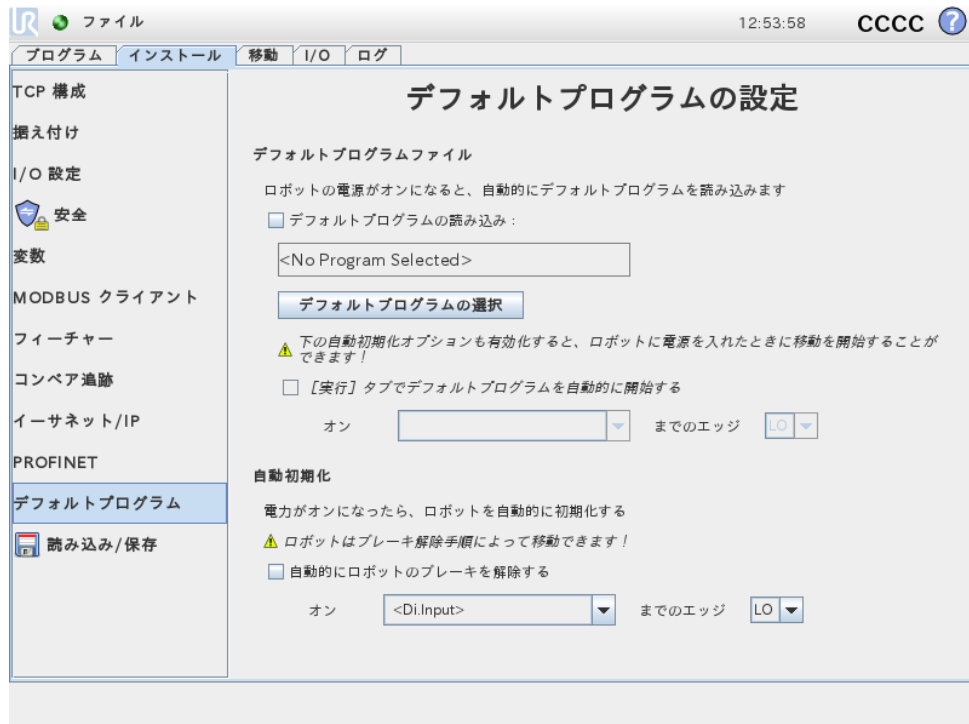 UR ファイル 12:53:58 CCCC ?
プログラム インストール 移動 I/O ログ
TCP 構成
据え付け
I/O 設定
安全
変数
MODBUS クライアント
フィーチャー
コンベア追跡
イーサネット/IP
PROFINET
デフォルトプログラム
読み込み/保存
デフォルトプログラムの設定
デフォルトプログラムファイル
ロボットの電源がオンになると、自動的にデフォルトプログラムを読み込みます
デフォルトプログラムの読み込み:
<No Program Selected>
デフォルトプログラムの選択
下の自動初期化オプションも有効化すると、ロボットに電源を入れたときに移動を開始することが
できます!
［実行］タブでデフォルトプログラムを自動的に開始する
オン までのエッジ LO
自動初期化
電力がオンになったら、ロボットを自動的に初期化する
ロボットはブレーキ解除手順によって移動できます!
自動的にロボットのブレーキを解除する
オン <Di.Input> までのエッジ LO